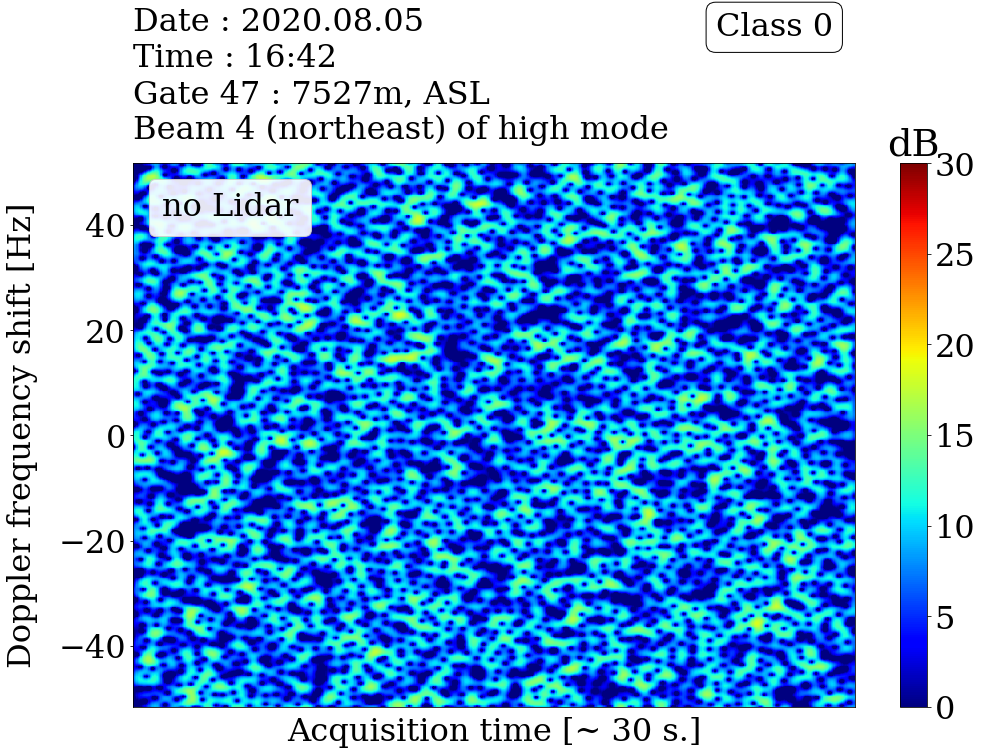 Date : 2020.08.05
Time : 16:42
Gate 47 : 7527m, ASL
Beam 4 (northeast) of high mode
Class 0
dB
no Lidar
Doppler frequency shift [Hz]
40
20
0
−20
−40
30
25
20
15
10
5
0
Acquisition time [~ 30 s.]